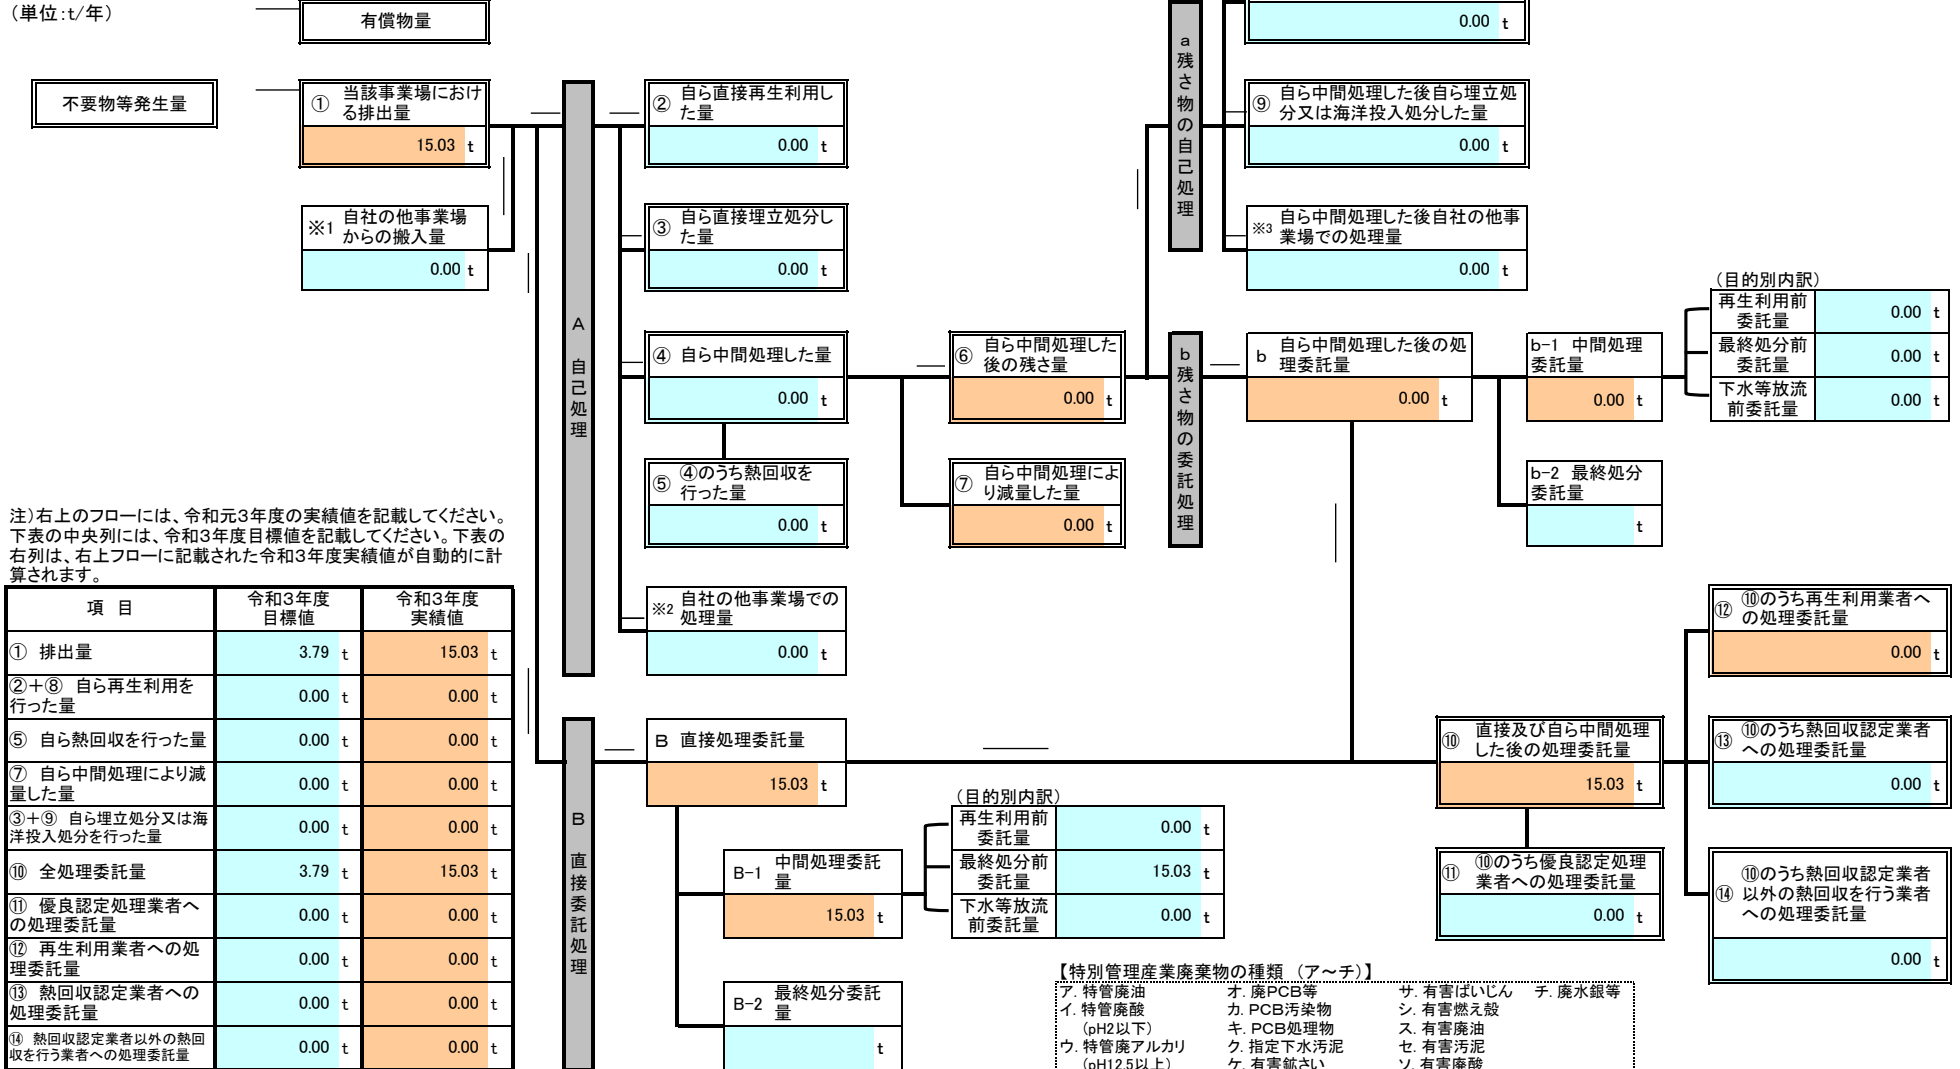 （単位：t/年）
有償物量
0.00 t
不要物等発生量
① 当該事業場におけ
る排出量
15.03 t
※1 自社の他事業場
からの搬入量
0.00 t
A 自己処理
② 自ら直接再生利用し
た量
0.00 t
③ 自ら直接埋立処分し
た量
0.00 t
④ 自ら中間処理した量
0.00 t
⑤ ④のうち熱回収を
行った量
0.00 t
※2 自社の他事業場での
処理量
0.00 t
⑥ 自ら中間処理した
後の残さ量
0.00 t
⑦ 自ら中間処理によ
り減量した量
0.00 t
a 残さ物の自己処理
⑨ 自ら中間処理した後自ら埋立処
分又は海洋投入処分した量
0.00 t
※3 自ら中間処理した後自社の他事
業場での処理量
0.00 t
b 残さ物の委託処理
b 自ら中間処理した後の処
理委託量
0.00 t
b-1 中間処理
委託量
0.00 t
b-2 最終処分
委託量
t
（目的別内訳）
再生利用前
委託量 0.00 t
最終処分前
委託量 0.00 t
下水等放流
前委託量 0.00 t
注）右上のフローには、令和元3年度の実績値を記載してください。
下表の中央列には、令和3年度目標値を記載してください。下表の
右列は、右上フローに記載された令和3年度実績値が自動的に計
算されます。
項 目 令和3年度
目標値 令和3年度
実績値
① 排出量 3.79 t 15.03 t
②＋⑧ 自ら再生利用を
行った量 0.00 t 0.00 t
⑤ 自ら熱回収を行った量 0.00 t 0.00 t
⑦ 自ら中間処理により減
量した量 0.00 t 0.00 t
③＋⑨ 自ら埋立処分又は海
洋投入処分を行った量 0.00 t 0.00 t
⑩ 全処理委託量 3.79 t 15.03 t
⑪ 優良認定処理業者へ
の処理委託量 0.00 t 0.00 t
⑫ 再生利用業者への処
理委託量 0.00 t 0.00 t
⑬ 熱回収認定業者への
処理委託量 0.00 t 0.00 t
⑭ 熱回収認定業者以外の熱回
収を行う業者への処理委託量 0.00 t 0.00 t
B 直接委託処理
B 直接処理委託量
15.03 t
B-1 中間処理委託
量
15.03 t
B-2 最終処分委託
量
t
（目的別内訳）
再生利用前
委託量 0.00 t
最終処分前
委託量 15.03 t
下水等放流
前委託量 0.00 t
⑩ 直接及び自ら中間処理
した後の処理委託量
15.03 t
⑪ ⑩のうち優良認定処理
業者への処理委託量
0.00 t
⑫ ⑩のうち再生利用業者へ
の処理委託量
0.00 t
⑬ ⑩のうち熱回収認定業者
への処理委託量
0.00 t
⑭ ⑩のうち熱回収認定業者
以外の熱回収を行う業者
への処理委託量
0.00 t
【特別管理産業廃棄物の種類 （ア～チ）】
ア．特管廃油 オ．廃PCB等 サ．有害ばいじん チ．廃水銀等
イ．特管廃酸 カ．PCB汚染物 シ．有害燃え殻
（pH2以下） キ．PCB処理物 ス．有害廃油
ウ．特管廃アルカリ ク．指定下水汚泥 セ．有害汚泥
（pH12.5以上） ケ．有害鉱さい ソ．有害廃酸